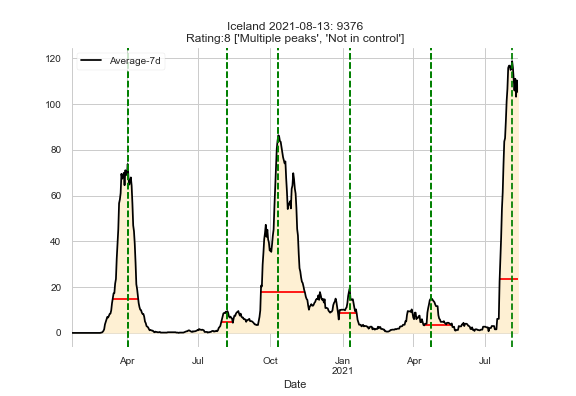 Iceland 2021-08-13: 9376
Rating:8 ['Multiple peaks', 'Not in control']
Average-7d
120
100
80
60
40
20
0
Apr
Jul
Oct
Jan
2021
Apr
Jul
Date